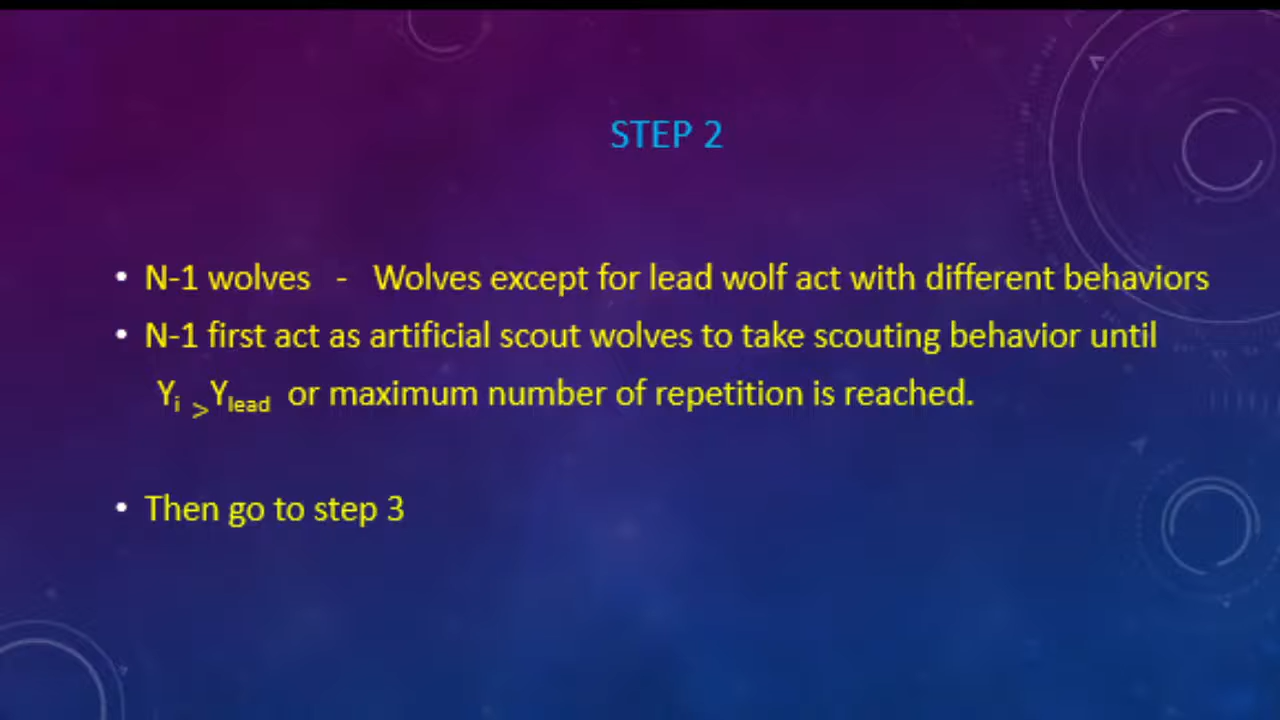 STEP 2
• N-1 wolves - Wolves except for lead wolf act with different behaviors
• N-1 first act as artificial scout wolves to take scouting behavior until
Yi >Ylead or maximum number of repetition is reached.
• Then go to step 3